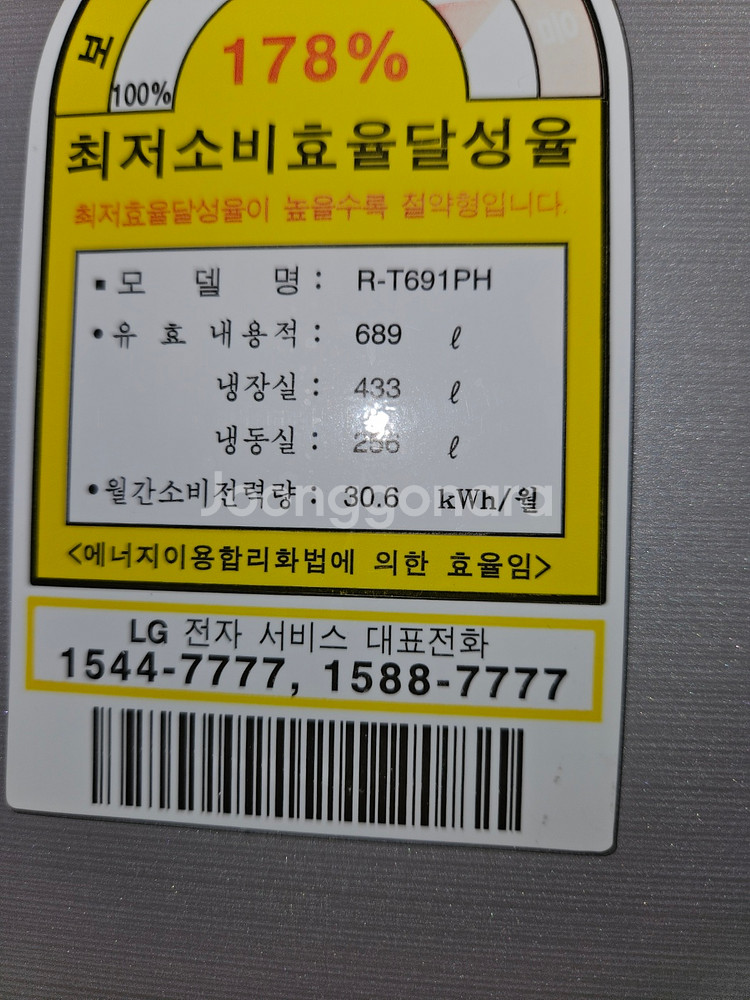 178%
100%
최저소비효율달성율
최저효율달성율이 높을수록 절약형입니다.
▪ 모 델 명 : R-T691PH
• 유 효 내용적 : 689 ℓ
냉장실 : 433 ℓ
냉동실 : 256 ℓ
• 월간소비전력량 : 30.6 kWh/월
Joonggonara
<에너지이용합리화법에 의한 효율임>
LG 전자 서비스 대표전화
1544-7777, 1588-7777